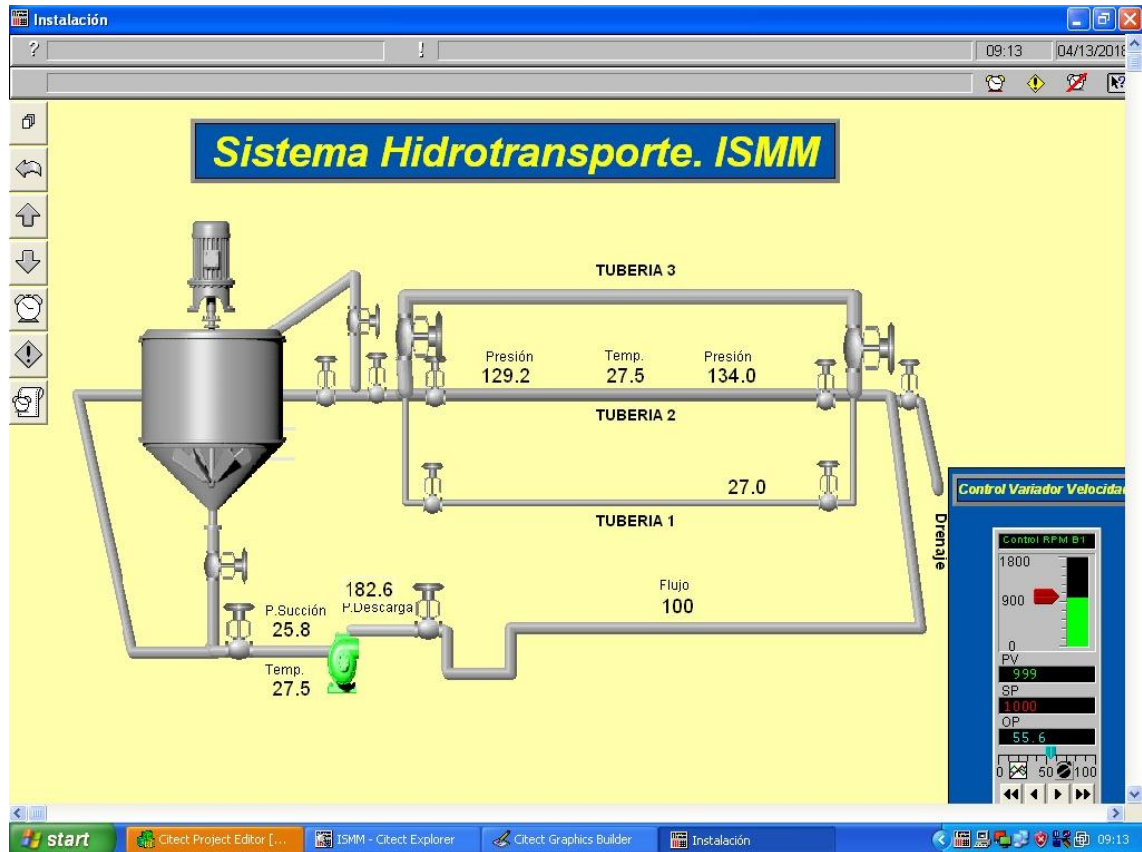 Instalación
?
!
09:13
04/13/2018
Sistema Hidrotransporte. ISMM
TUBERIA 3
Presión
Temp.
Presión
129.2
27.5
134.0
TUBERIA 2
27.0
TUBERIA 1
Drenaje
182.6
P.Succión
P.Descarga
25.8
Flujo
100
Temp.
27.5
Control Variador Velocidad
Control RPM B1
1800
900
0
PV
999
SP
1000
OP
55.6
0 50 100
start
Citect Project Editor [...
ISMM - Citect Explorer
Citect Graphics Builder
Instalación
09:13